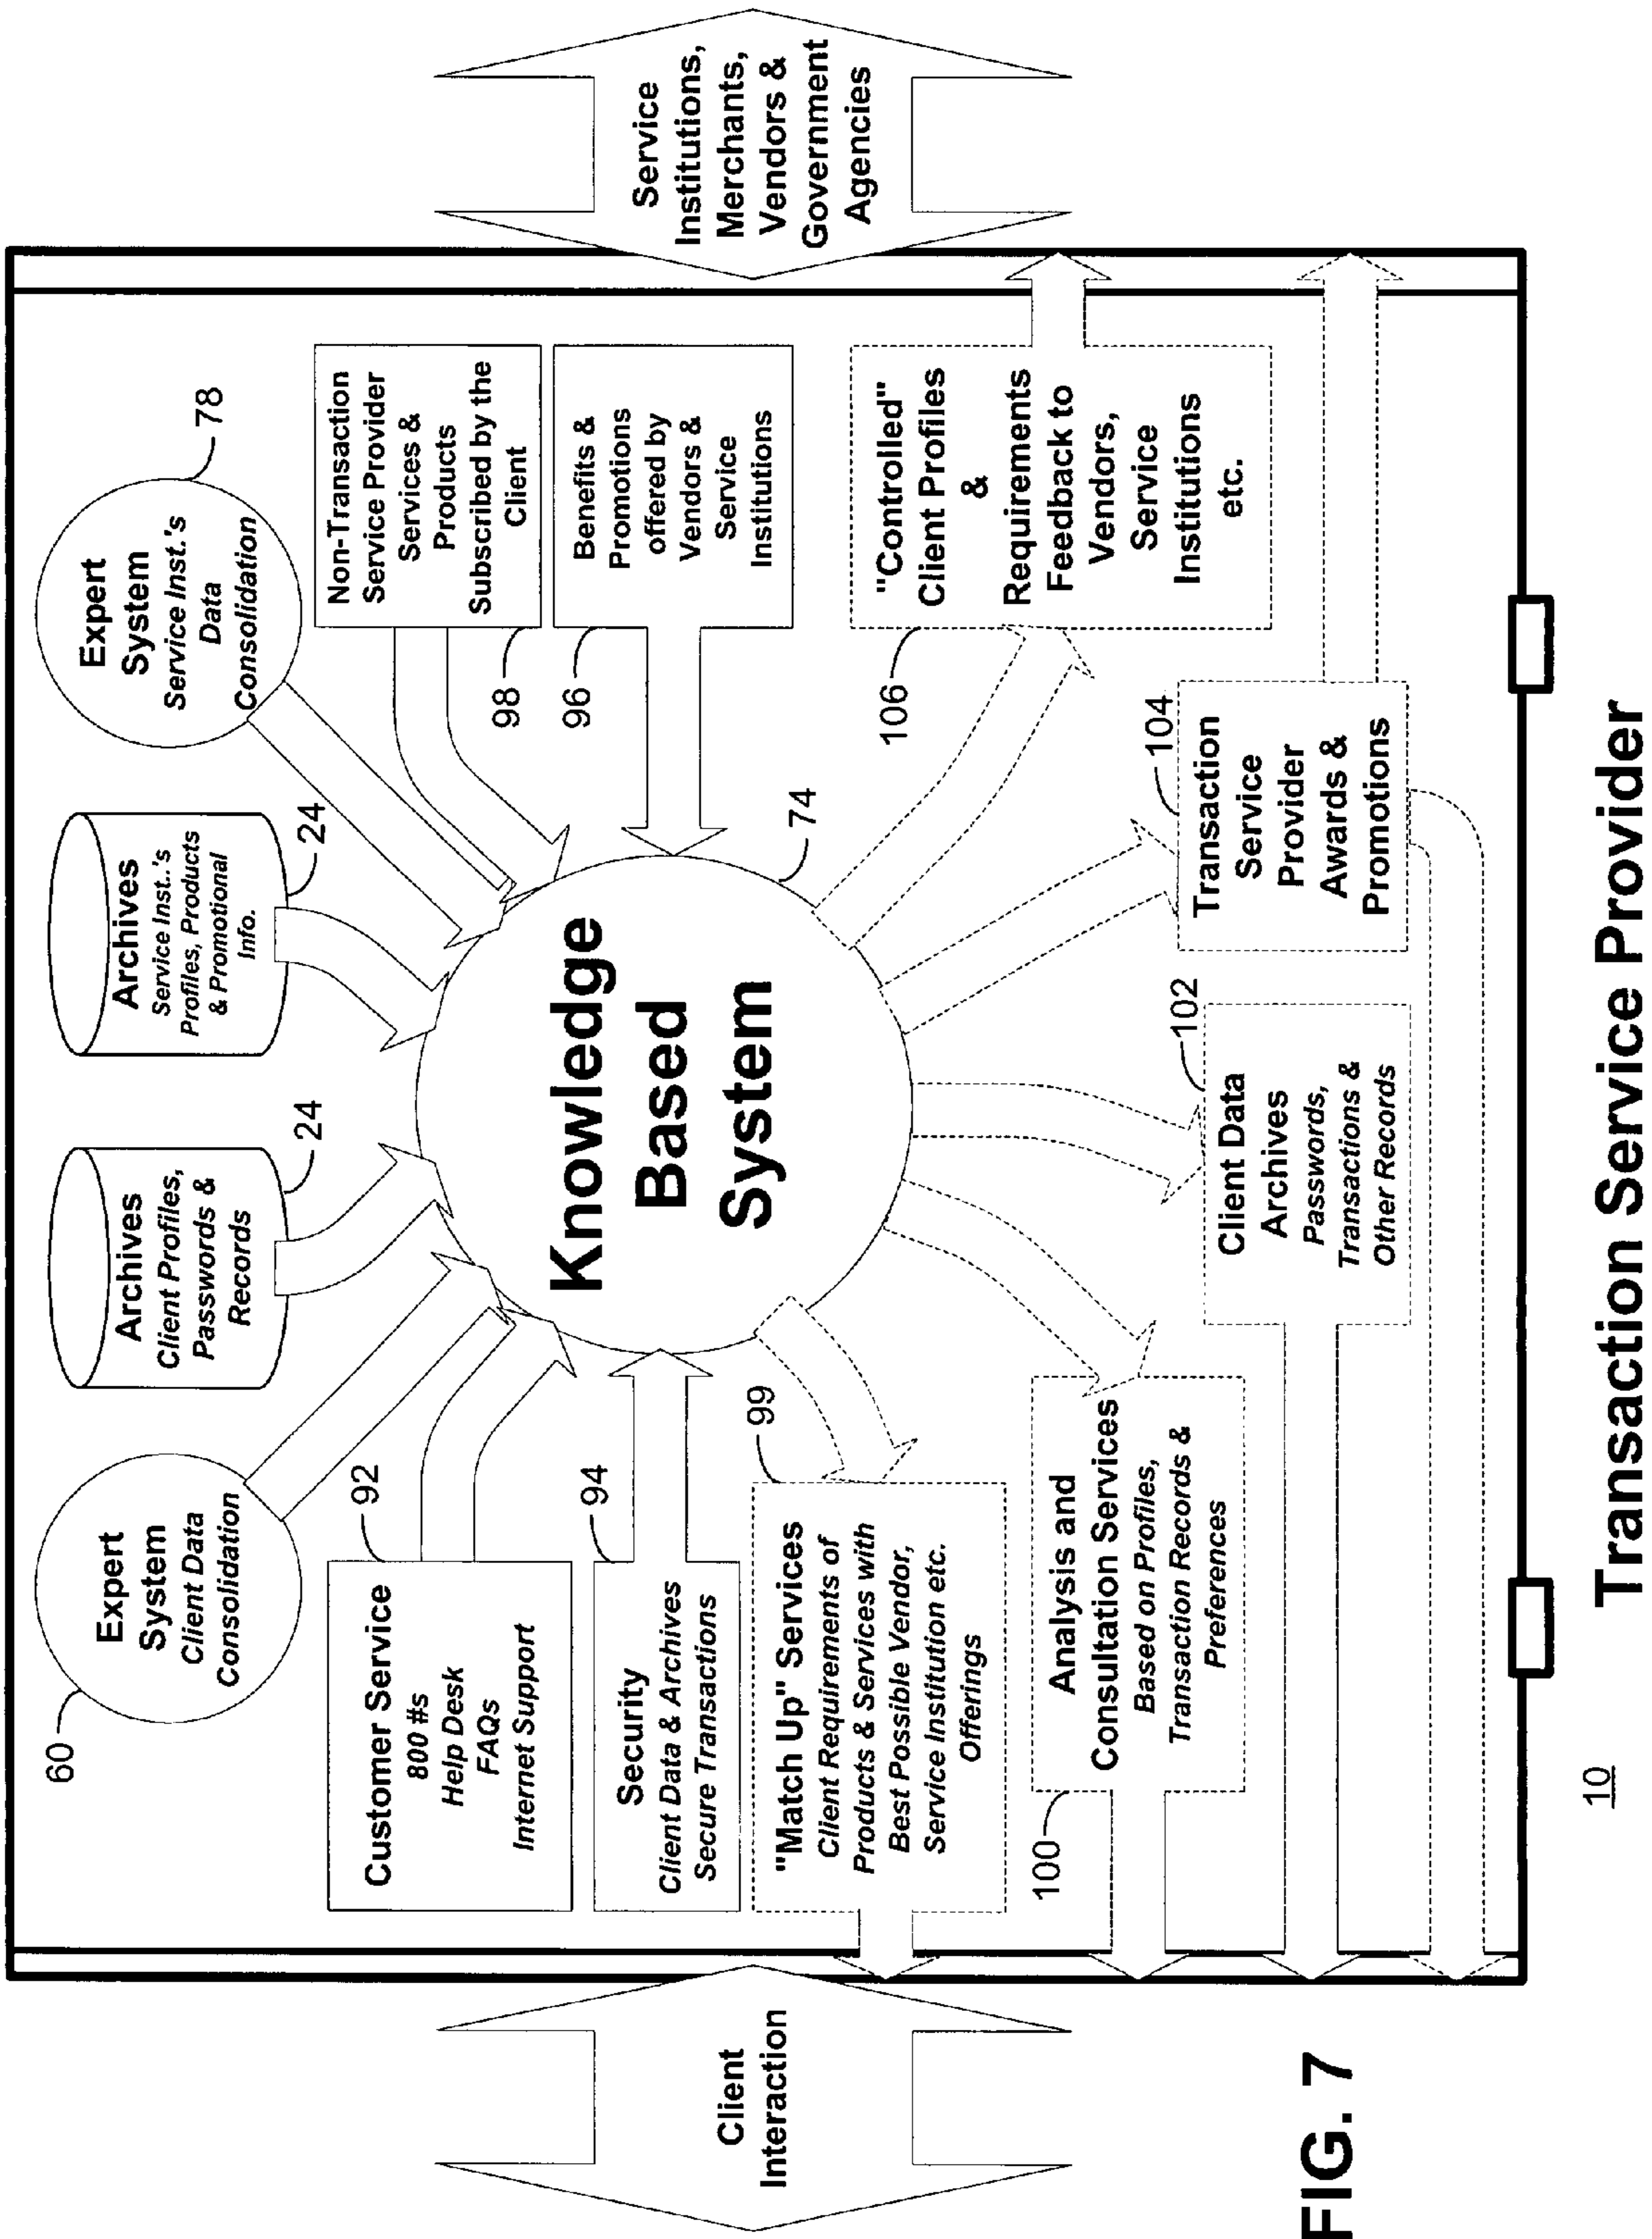 60
Expert
System
Client Data
Consolidation
Archives
Client Profiles,
Passwords &
Records
24
Archives
Service Inst..'s
Profiles, Products
& Promotional
Info.
24
Expert
System
Service Inst.'s
Data
Consolidation
78
Customer Service
800 #s
Help Desk
FAQs
Internet Support
92
Non-Transaction
Service Provider
Services &
Products
Subscribed by the
Client
98
Security
Client Data & Archives
Secure Transactions
94
Knowledge
Based
System
74
Benefits &
Promotions
offered by
Vendors &
Service
Institutions
96
Client
Interaction
Service
Institutions,
Merchants,
Vendors &
Government
Agencies
"Match Up" Services
Client Requirements of
Products & Services with
Best Possible Vendor,
Service Institution etc.
Offerings
99
"Controlled"
Client Profiles
&
Requirements
Feedback to
Vendors,
Service
Institutions
etc.
106
Analysis and
Consultation Services
Based on Profiles,
Transaction Records &
Preferences
100
Client Data
Archives
Passwords,
Transactions &
Other Records
102
Transaction
Service
Provider
Awards &
Promotions
104
FIG. 7
10
Transaction Service Provider